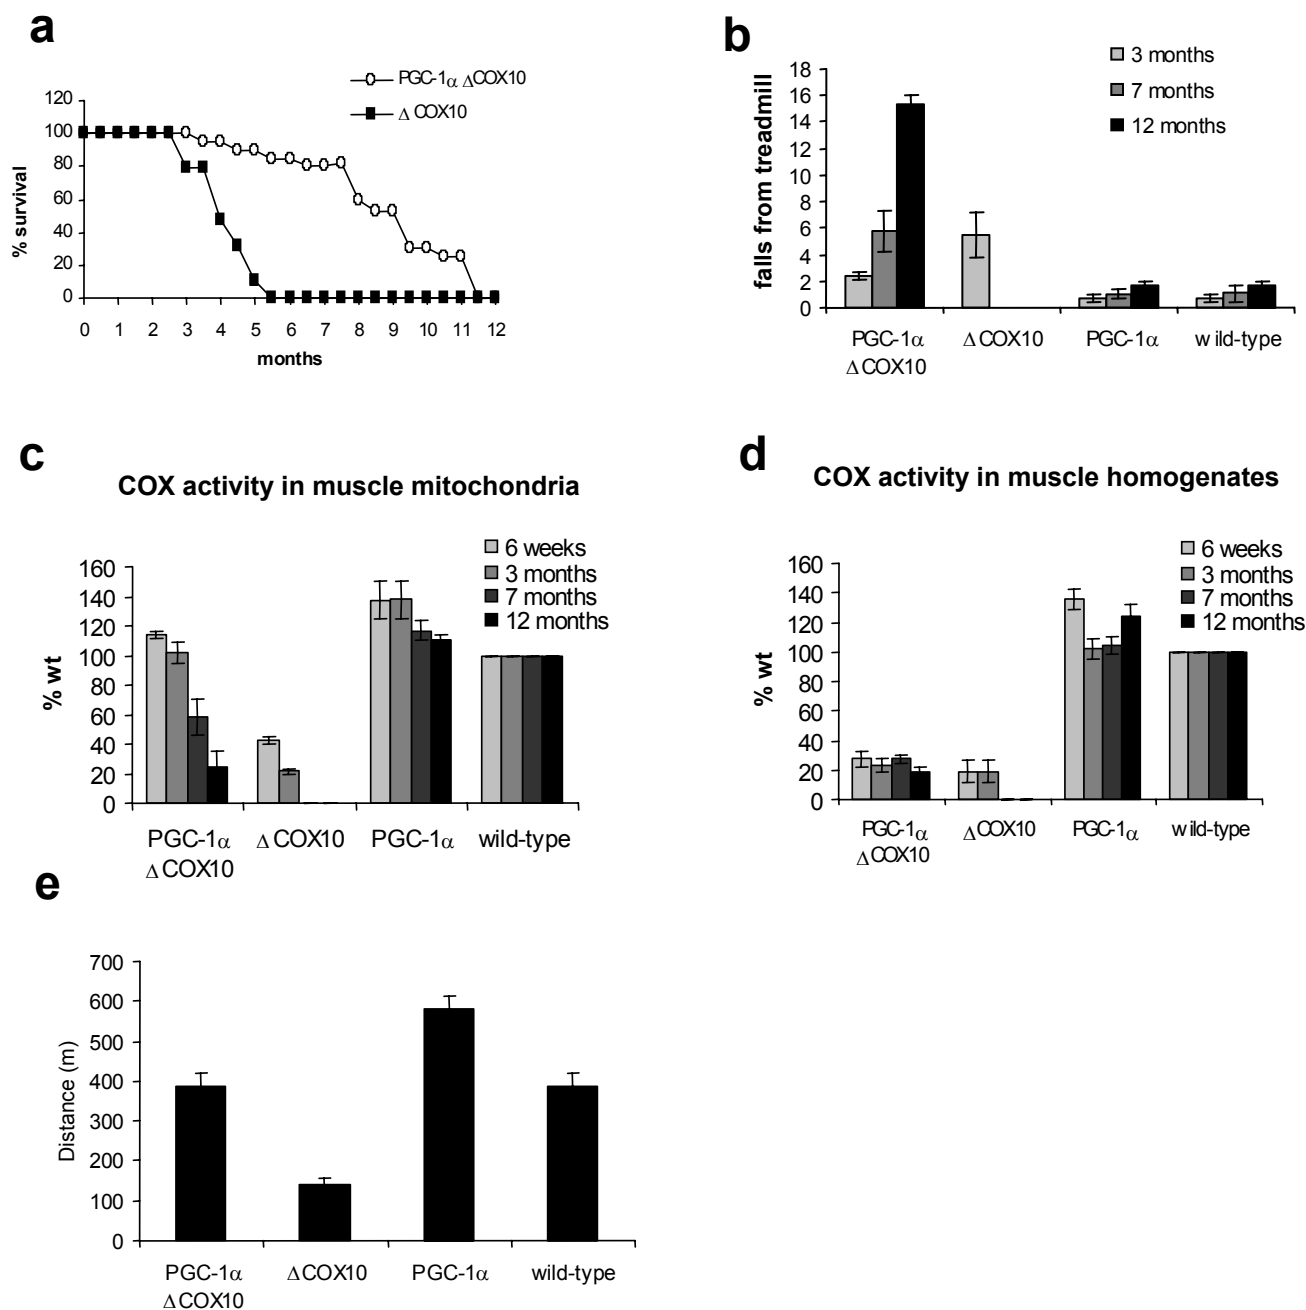 a
PGC-1α ΔCOX10
Δ COX10
120
100
80
60
40
20
0
% survival
0 1 2 3 4 5 6 7 8 9 10 11 12
months
b
3 months
7 months
12 months
18
16
14
12
10
8
6
4
2
0
falls from treadmill
PGC-1α
ΔCOX10
ΔCOX10
PGC-1α
wild-type
c
COX activity in muscle mitochondria
6 weeks
3 months
7 months
12 months
160
140
120
100
80
60
40
20
0
% wt
PGC-1α
ΔCOX10
ΔCOX10
PGC-1α
wild-type
d
COX activity in muscle homogenates
6 weeks
3 months
7 months
12 months
160
140
120
100
80
60
40
20
0
% wt
PGC-1α
ΔCOX10
ΔCOX10
PGC-1α
wild-type
e
700
600
500
400
300
200
100
0
Distance (m)
PGC-1α
ΔCOX10
ΔCOX10
PGC-1α
wild-type